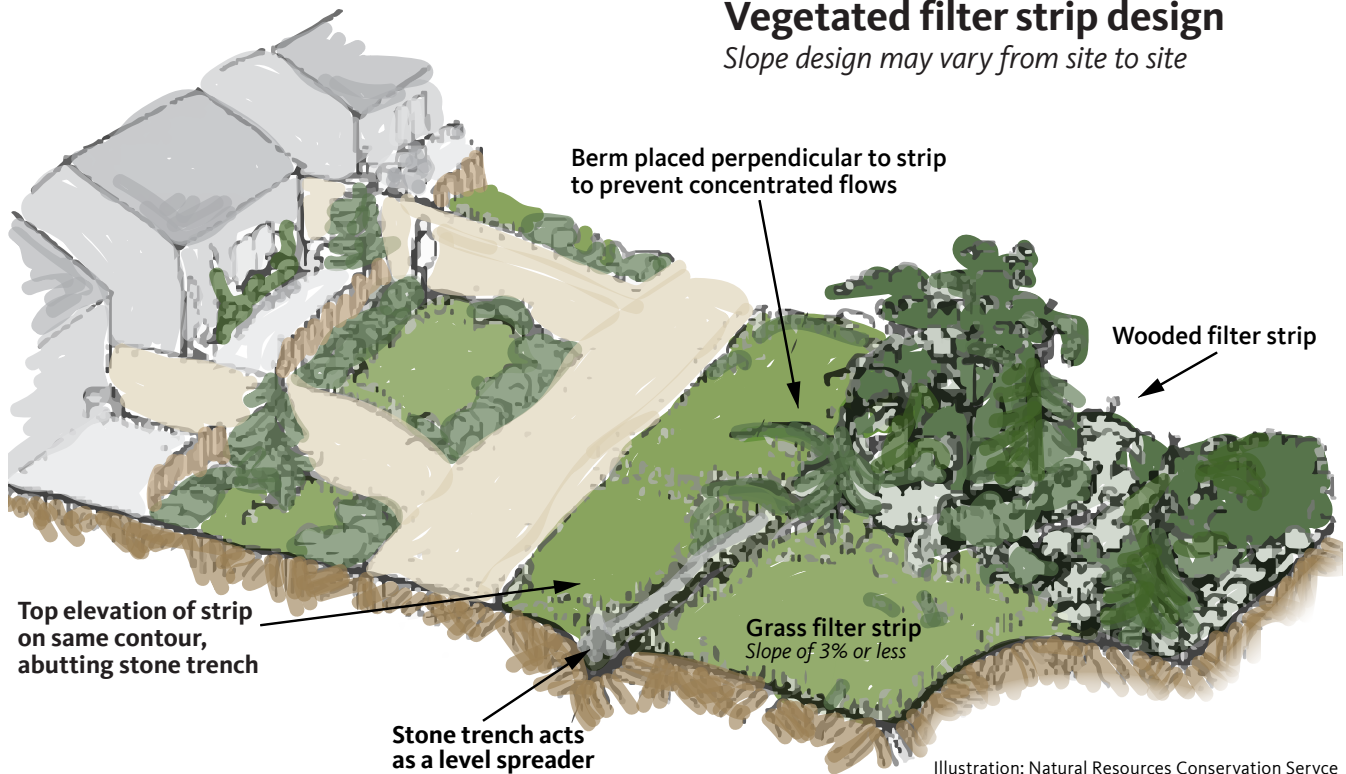 Vegetated filter strip design
Slope design may vary from site to site
Berm placed perpendicular to strip
to prevent concentrated flows
Wooded filter strip
Top elevation of strip
on same contour,
abutting stone trench
Grass filter strip
Slope of 3% or less
Stone trench acts
as a level spreader
Illustration: Natural Resources Conservation Servyce